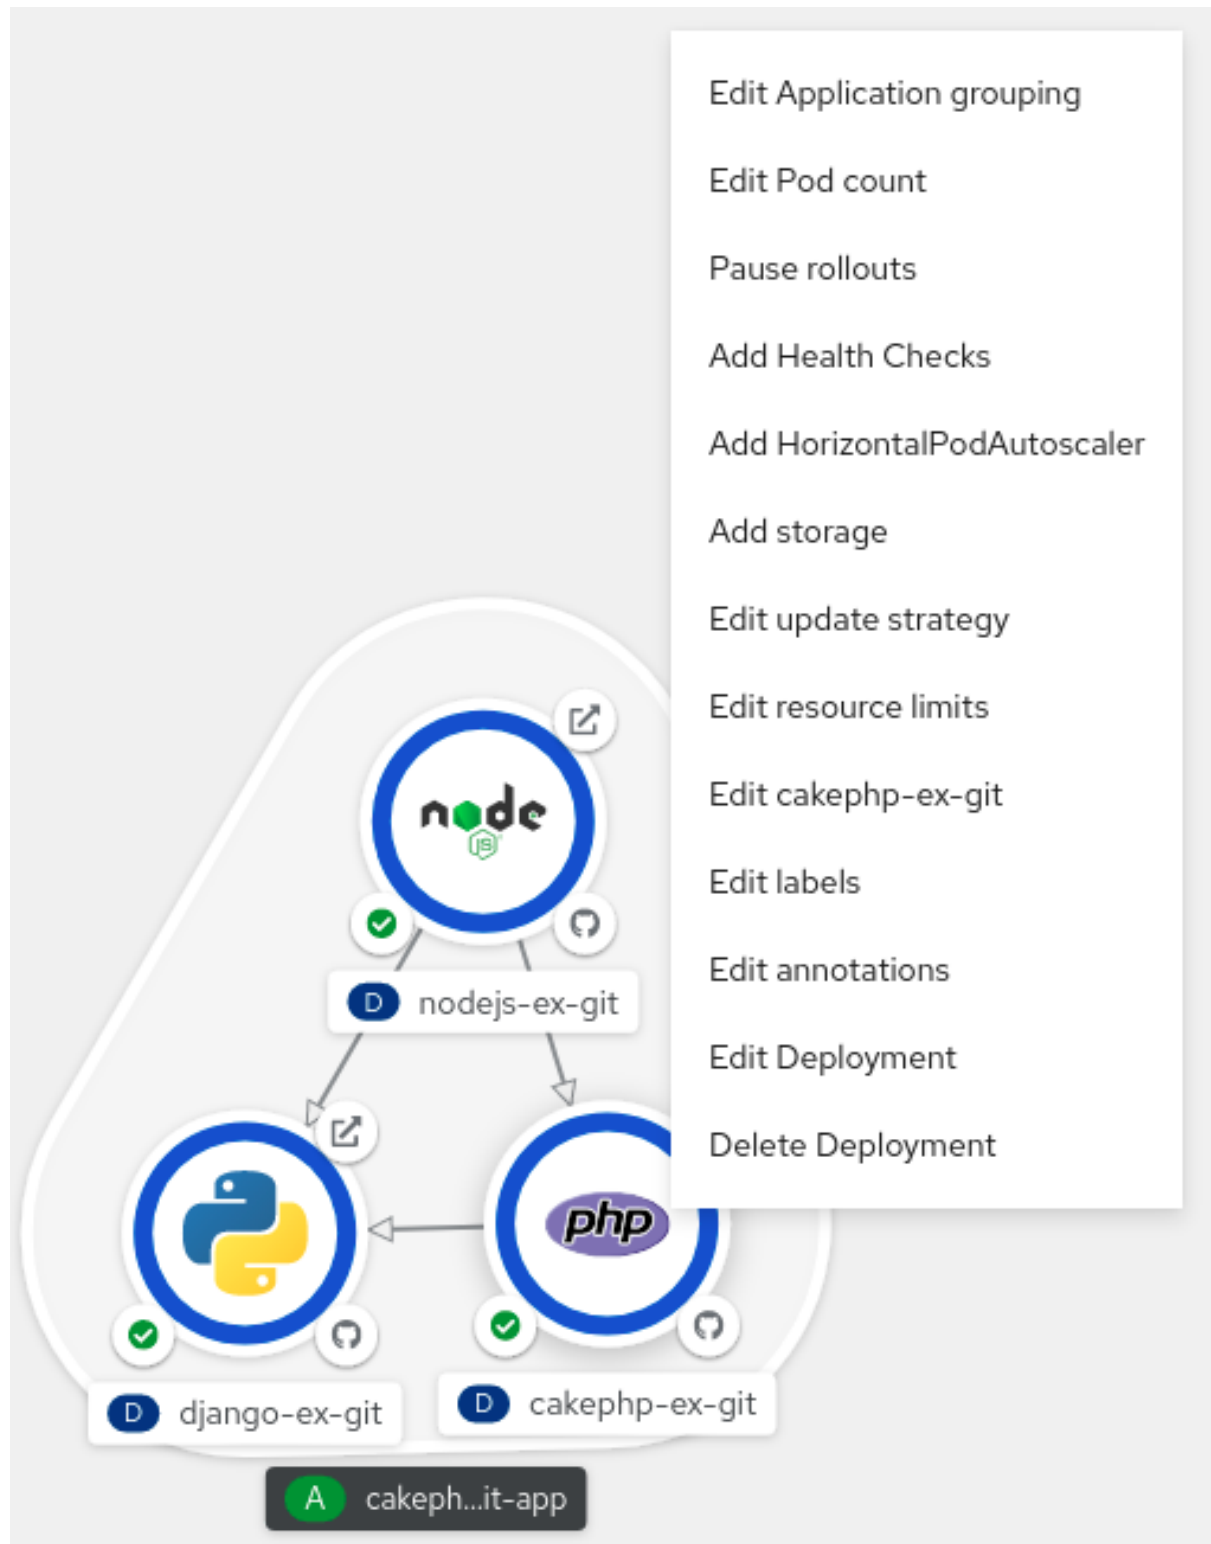 Edit Application grouping
Edit Pod count
Pause rollouts
Add Health Checks
Add HorizontalPodAutoscaler
Add storage
Edit update strategy
Edit resource limits
Edit cakephp-ex-git
Edit labels
Edit annotations
Edit Deployment
Delete Deployment
node
JS
D nodejs-ex-git
php
D django-ex-git
D cakephp-ex-git
A cakeph...it-app